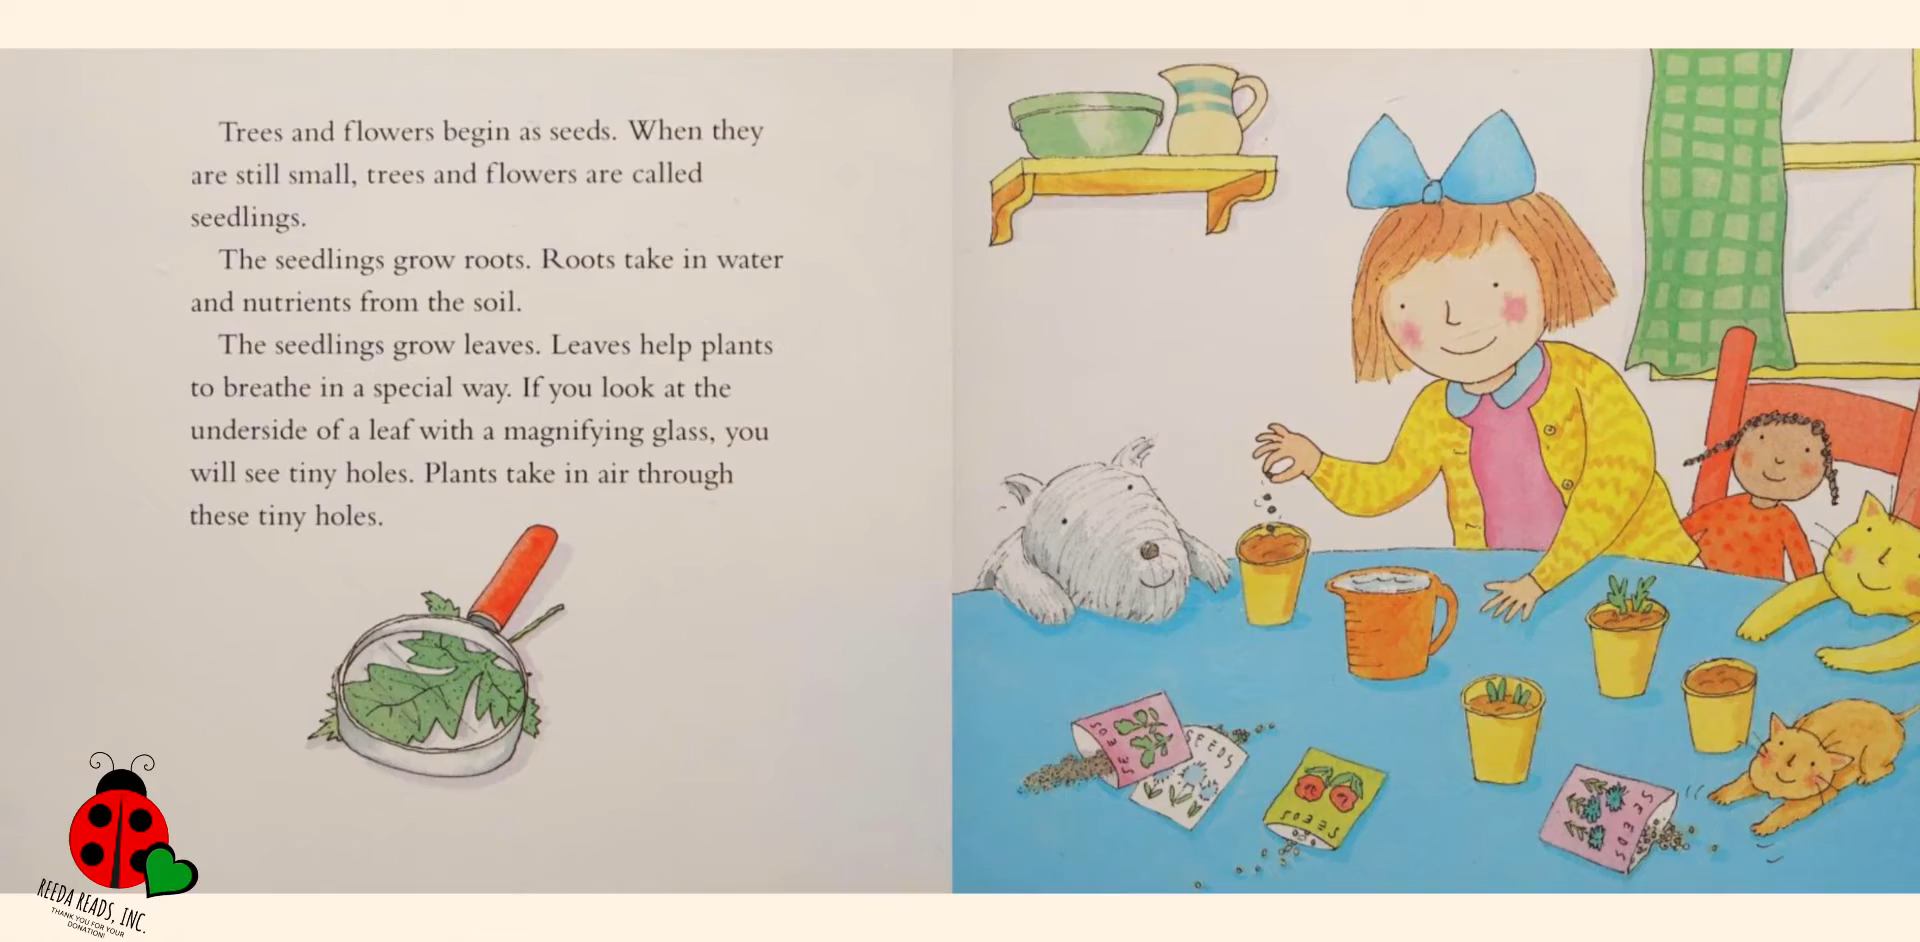 Trees and flowers begin as seeds. When they
are still small, trees and flowers are called
seedlings.
The seedlings grow roots. Roots take in water
and nutrients from the soil.
The seedlings grow leaves. Leaves help plants
to breathe in a special way. If you look at the
underside of a leaf with a magnifying glass, you
will see tiny holes. Plants take in air through
these tiny holes.
SEEDS
SEEDS
SEEDS
SEEDS
REEDA READS, INC.
THANK YOU FOR YOUR
DONATION!